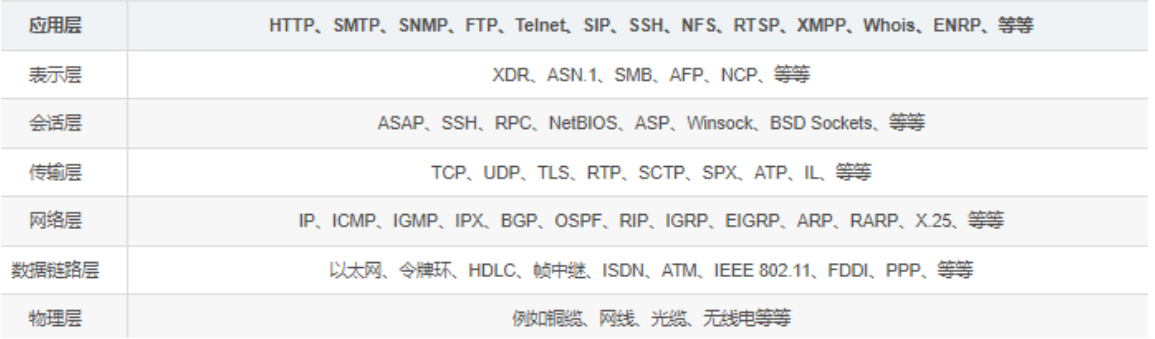 应用层 HTTP、SMTP、SNMP、FTP、Telnet、SIP、SSH、NFS、RTSP、XMPP、Whois、ENRP、等等
表示层 XDR、ASN.1、SMB、AFP、NCP、等等
会话层 ASAP、SSH、RPC、NetBIOS、ASP、Winsock、BSD Sockets、等等
传输层 TCP、UDP、TLS、RTP、SCTP、SPX、ATP、IL、等等
网络层 IP、ICMP、IGMP、IPX、BGP、OSPF、RIP、IGRP、EIGRP、ARP、RARP、X.25、等等
数据链路层 以太网、令牌环、HDLC、帧中继、ISDN、ATM、IEEE 802.11、FDDI、PPP、等等
物理层 例如铜缆、网线、光缆、无线电等等